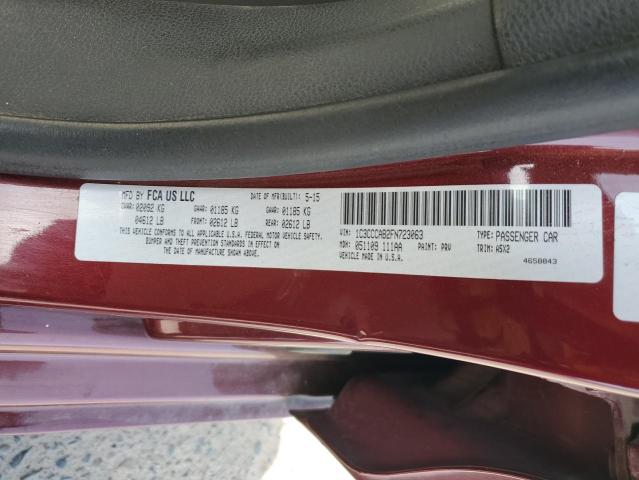 MFD BY FCA US LLC DATE OF MFR(BUILT): 5-15
GVWR: 02092 KG GAWR: 01185 KG GAWR: 01185 KG
04612 LB FRONT: 02612 LB REAR: 02612 LB
THIS VEHICLE CONFORMS TO ALL APPLICABLE U.S.A. FEDERAL MOTOR VEHICLE SAFETY,
BUMPER AND THEFT PREVENTION STANDARDS IN EFFECT ON
THE DATE OF MANUFACTURE SHOWN ABOVE.
VIN: 1C3CCCAB2FN723063 TYPE: PASSENGER CAR
MDH: 051109 111AA PAINT: PRV TRIM: A5X2
VEHICLE MADE IN U.S.A. 4658043